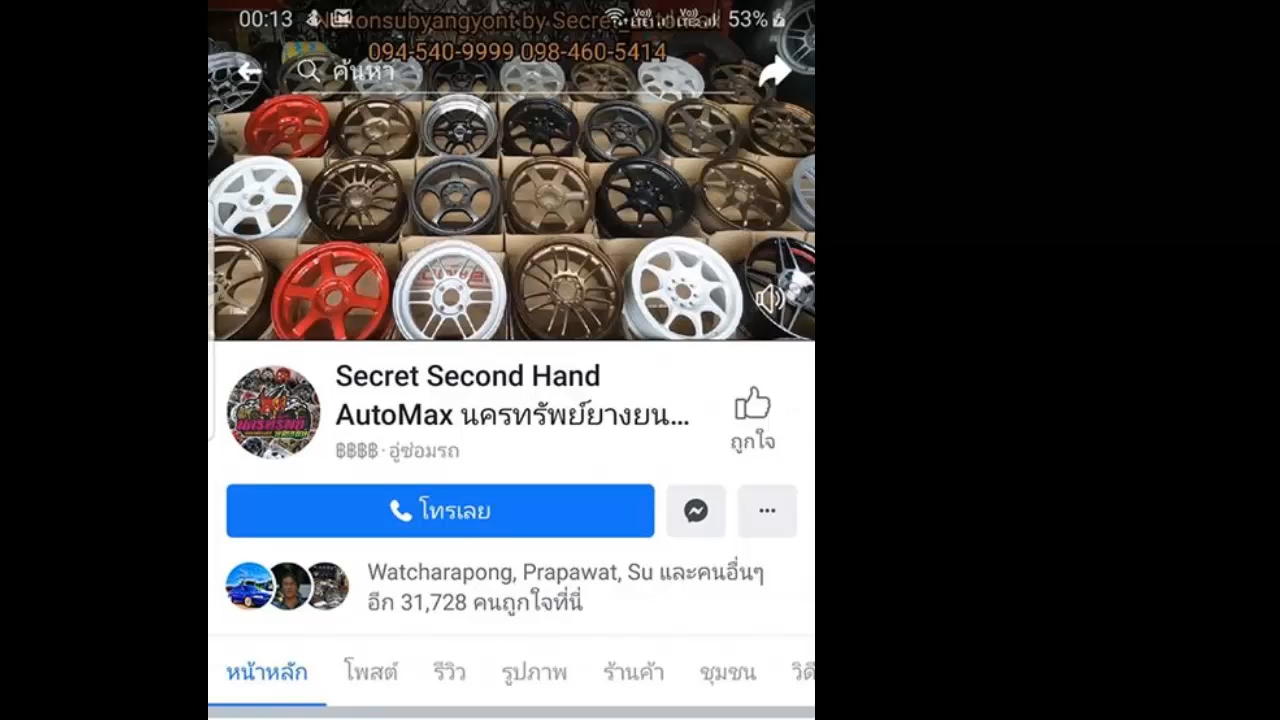 00:13
53%
Nakonsubyangyont by Secret
094-540-9999 098-460-5414
ค้นหา
Secret Second Hand
AutoMax นครทรัพย์ยางยน...
฿฿฿฿ · อู่ซ่อมรถ
ถูกใจ
โทรเลย
Watcharapong, Prapawat, Su และคนอื่นๆ
อีก 31,728 คนถูกใจที่นี่
หน้าหลัก โพสต์ รีวิว รูปภาพ ร้านค้า ชุมชน วิดี